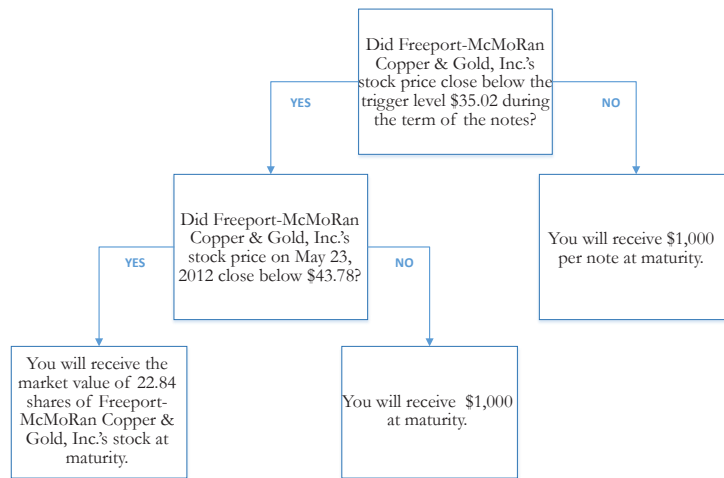 Did Freeport-McMoRan
Copper & Gold, Inc.'s
stock price close below the
trigger level $35.02 during
the term of the notes?
YES
NO
Did Freeport-McMoRan
Copper & Gold, Inc.'s
stock price on May 23,
2012 close below $43.78?
You will receive $1,000
per note at maturity.
YES
NO
You will receive the
market value of 22.84
shares of Freeport-
McMoRan Copper &
Gold, Inc.'s stock at
maturity.
You will receive $1,000
at maturity.